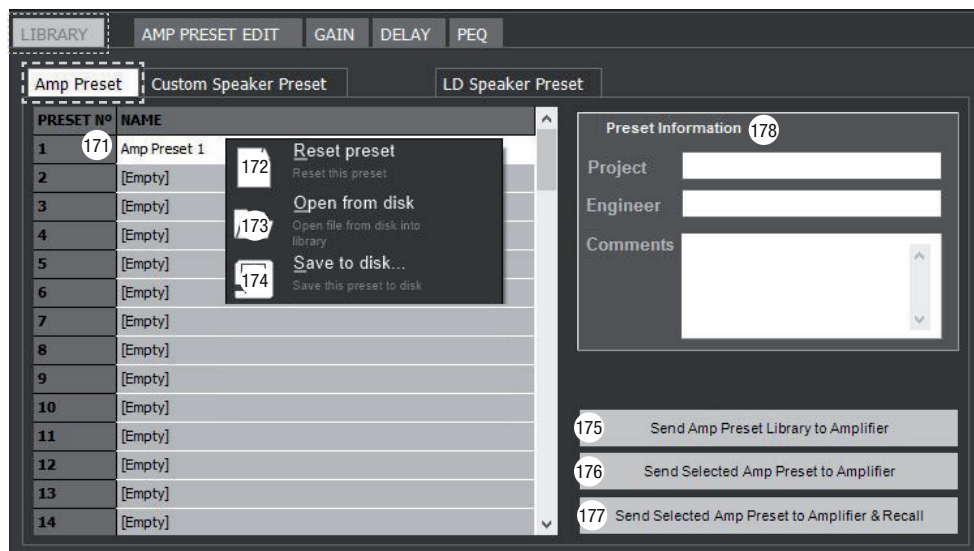 LIBRARY AMP PRESET EDIT GAIN DELAY PEQ
Amp Preset Custom Speaker Preset LD Speaker Preset
PRESET Nº NAME
1 171 Amp Preset 1
2 [Empty]
3 [Empty]
4 [Empty]
5 [Empty]
6 [Empty]
7 [Empty]
8 [Empty]
9 [Empty]
10 [Empty]
11 [Empty]
12 [Empty]
13 [Empty]
14 [Empty]
172 Reset preset
Reset this preset
173 Open from disk
Open file from disk into
library
174 Save to disk...
Save this preset to disk
Preset Information 178
Project
Engineer
Comments
175 Send Amp Preset Library to Amplifier
176 Send Selected Amp Preset to Amplifier
177 Send Selected Amp Preset to Amplifier & Recall